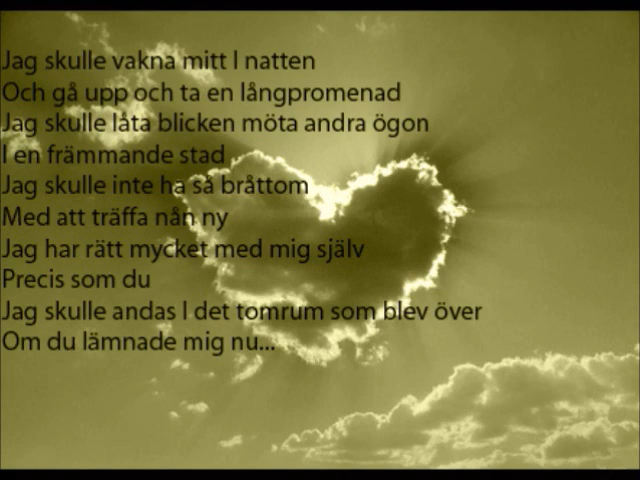 Jag skulle vakna mitt I natten
Och gå upp och ta en långpromenad
Jag skulle låta blicken möta andra ögon
I en främmande stad
Jag skulle inte ha så bråttom
Med att träffa nån ny
Jag har rätt mycket med mig själv
Precis som du
Jag skulle andas I det tomrum som blev över
Om du lämnade mig nu...